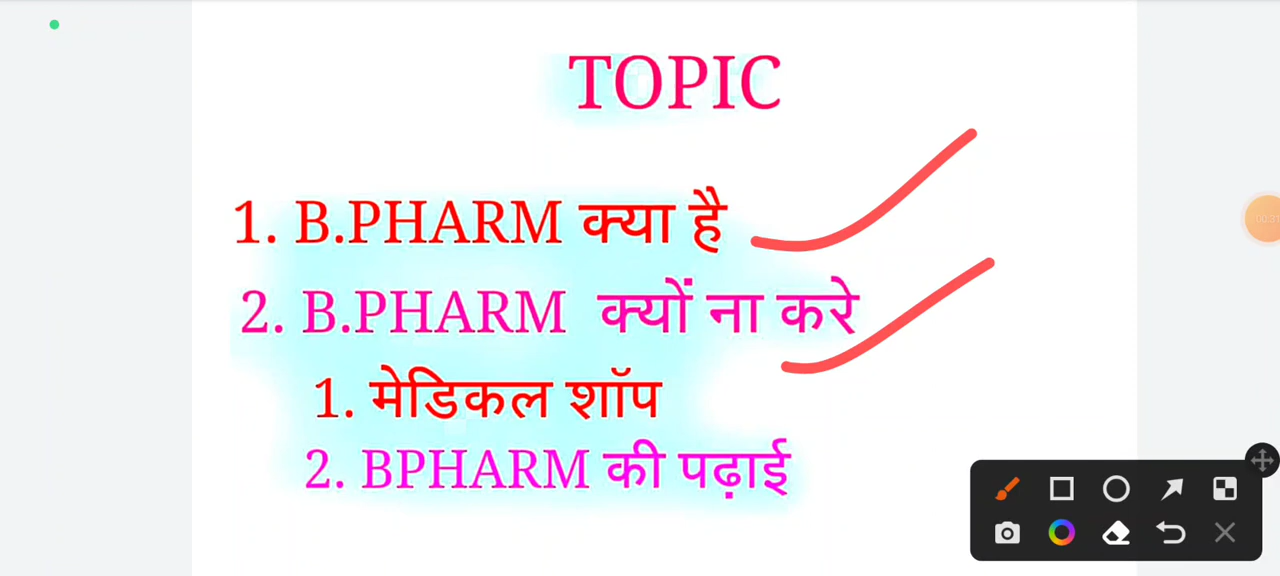 TOPIC
1. B.PHARM क्या है
2. B.PHARM क्यों ना करे
1. मेडिकल शॉप
2. BPHARM की पढ़ाई